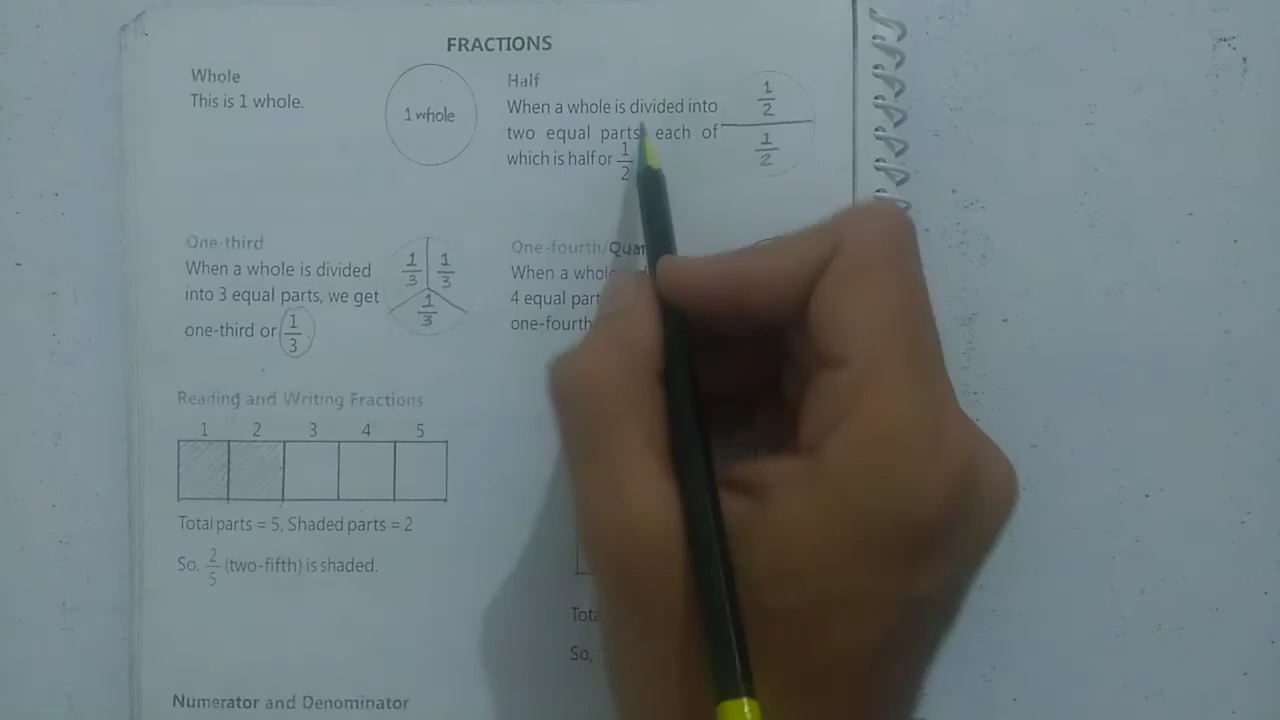 FRACTIONS
Whole
This is 1 whole.
1 whole
Half
When a whole is divided into
two equal parts, each of
which is half or 1/2
1/2
1/2
One-third
When a whole is divided
into 3 equal parts, we get
one-third or 1/3
1/3 1/3
1/3
One-fourth/Quar
When a whol
4 equal part
one-fourth
Reading and Writing Fractions
1 2 3 4 5
Total parts = 5, Shaded parts = 2
So, 2/5 (two-fifth) is shaded.
Tota
So,
Numerator and Denominator